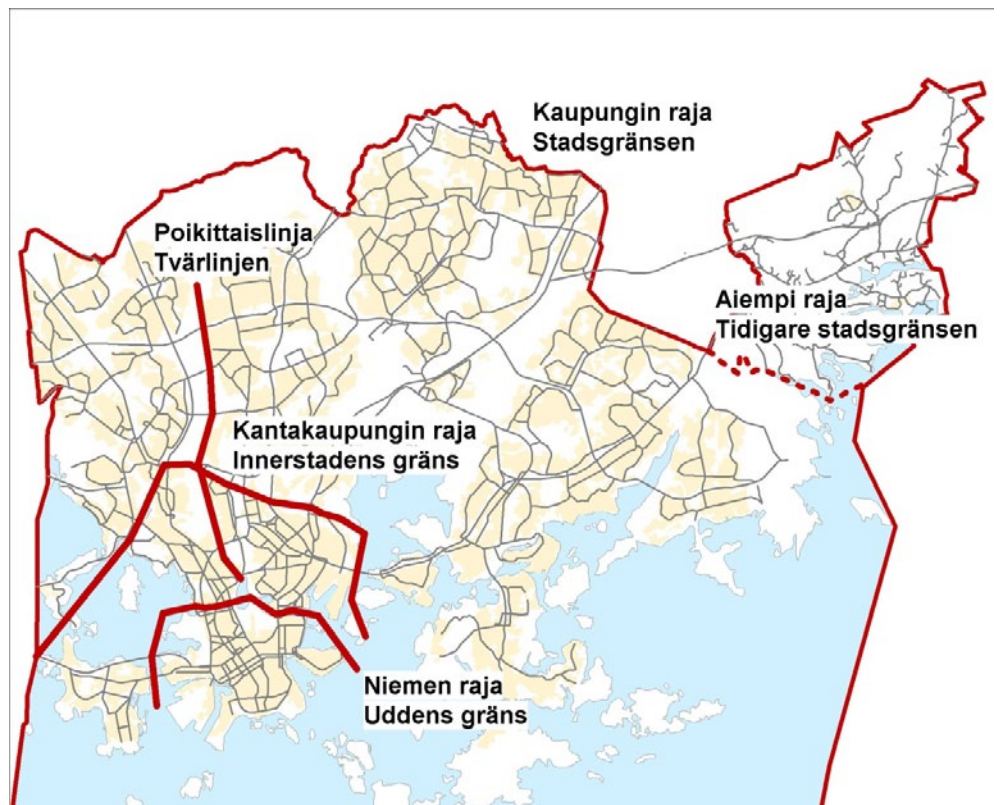 Kaupungin raja
Stadsgränsen
Poikittaislinja
Tvärlinjen
Aiempi raja
Tidigare stadsgränsen
Kantakaupungin raja
Innerstadens gräns
Niemen raja
Uddens gräns